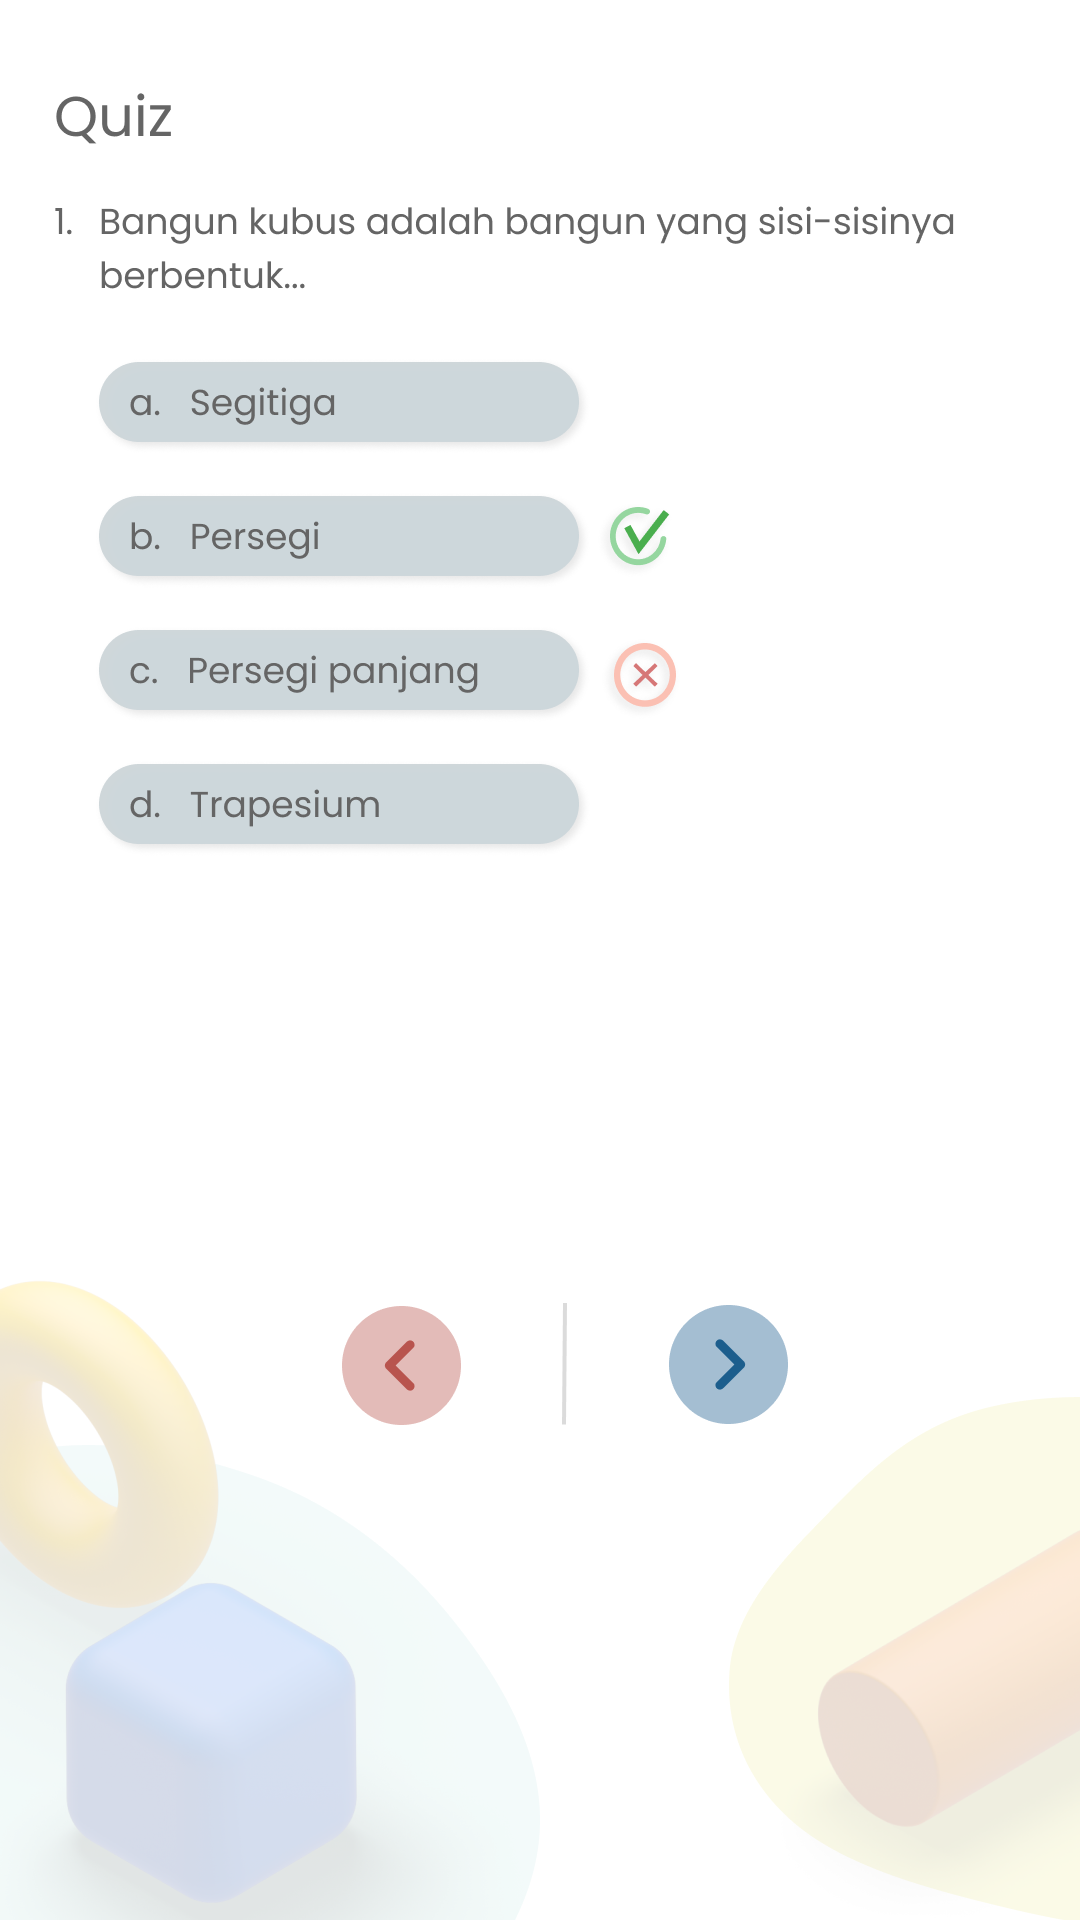 Quiz
1. Bangun kubus adalah bangun yang sisi-sisinya
berbentuk...
a. Segitiga
b. Persegi
c. Persegi panjang
d. Trapesium